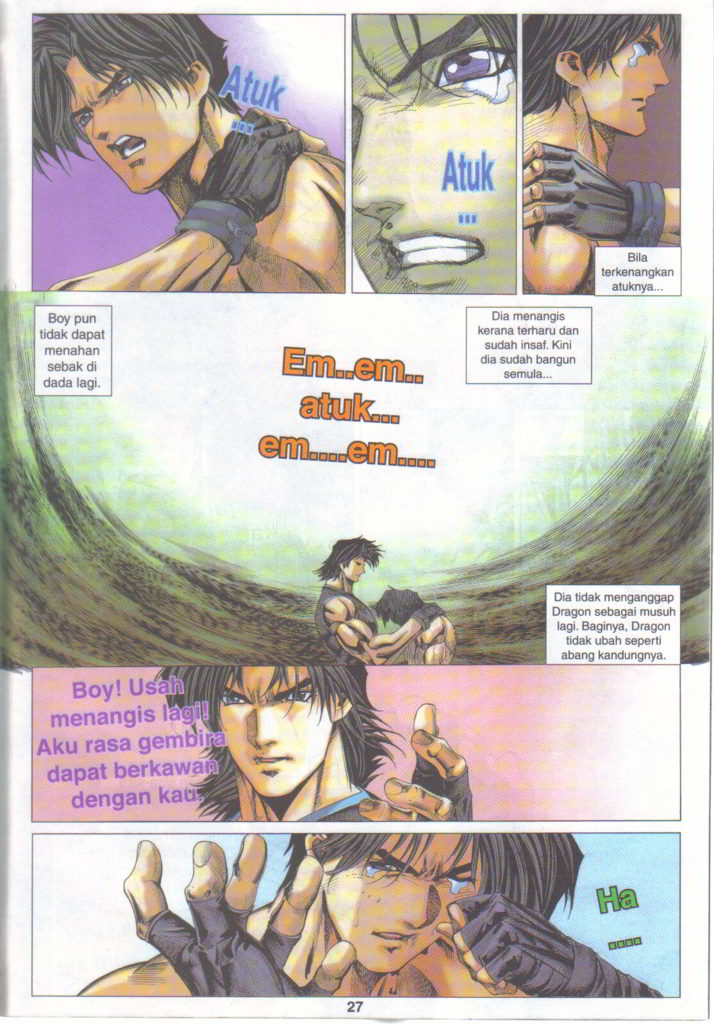 Atuk
...
Atuk
...
Bila
terkenangkan
atuknya...
Boy pun
tidak dapat
menahan
sebak di
dada lagi.
Dia menangis
kerana terharu dan
sudah insaf. Kini
dia sudah bangun
semula...
Em..em..
atuk...
em....em....
Dia tidak menganggap
Dragon sebagai musuh
lagi. Baginya, Dragon
tidak ubah seperti
abang kandungnya.
Boy! Usah
menangis lagi!
Aku rasa gembira
dapat berkawan
dengan kau.
Ha
....
27